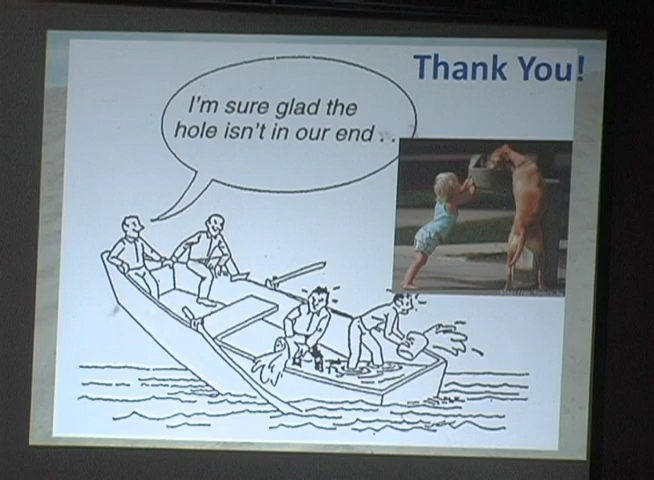 Thank You!
I'm sure glad the
hole isn't in our end . .